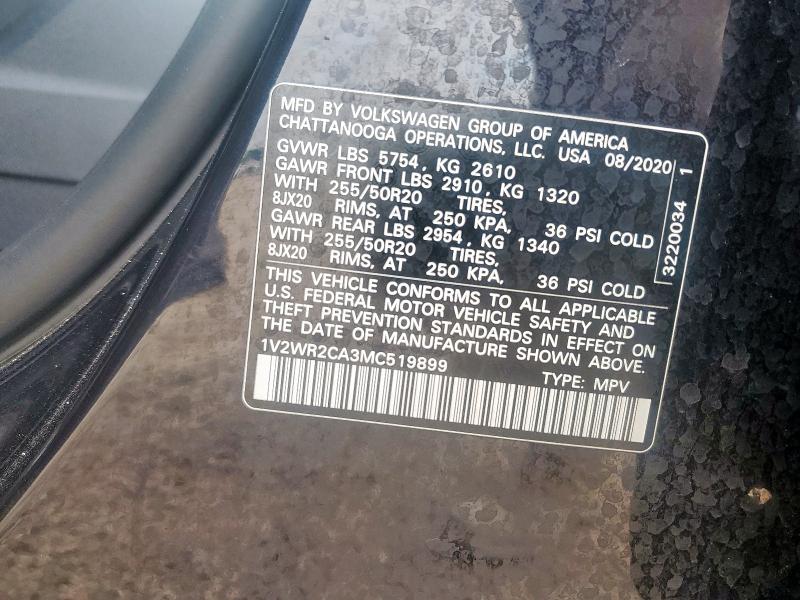 MFD BY VOLKSWAGEN GROUP OF AMERICA
CHATTANOOGA OPERATIONS, LLC. USA 08/2020
GVWR LBS 5754, KG 2610
GAWR FRONT LBS 2910, KG 1320
WITH 255/50R20 TIRES,
8JX20 RIMS, AT 250 KPA, 36 PSI COLD
GAWR REAR LBS 2954, KG 1340
WITH 255/50R20 TIRES,
8JX20 RIMS, AT 250 KPA, 36 PSI COLD
3220034 1
THIS VEHICLE CONFORMS TO ALL APPLICABLE
U.S. FEDERAL MOTOR VEHICLE SAFETY AND
THEFT PREVENTION STANDARDS IN EFFECT ON
THE DATE OF MANUFACTURE SHOWN ABOVE.
1V2WR2CA3MC519899
TYPE: MPV